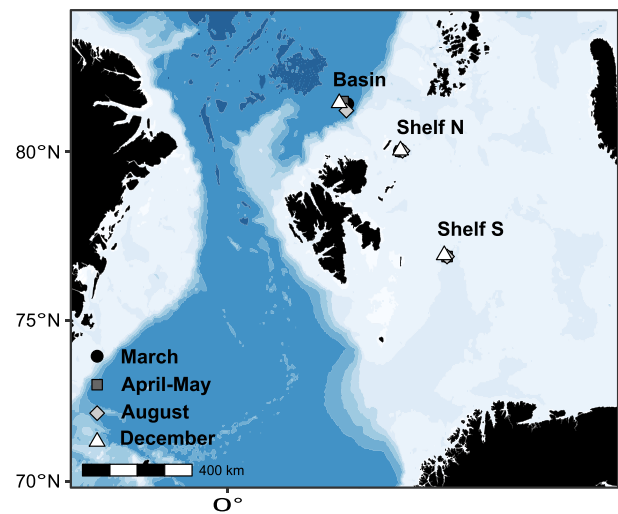 Basin
Shelf N
80°N
Shelf S
75°N
March
April-May
August
December
400 km
70°N
0°